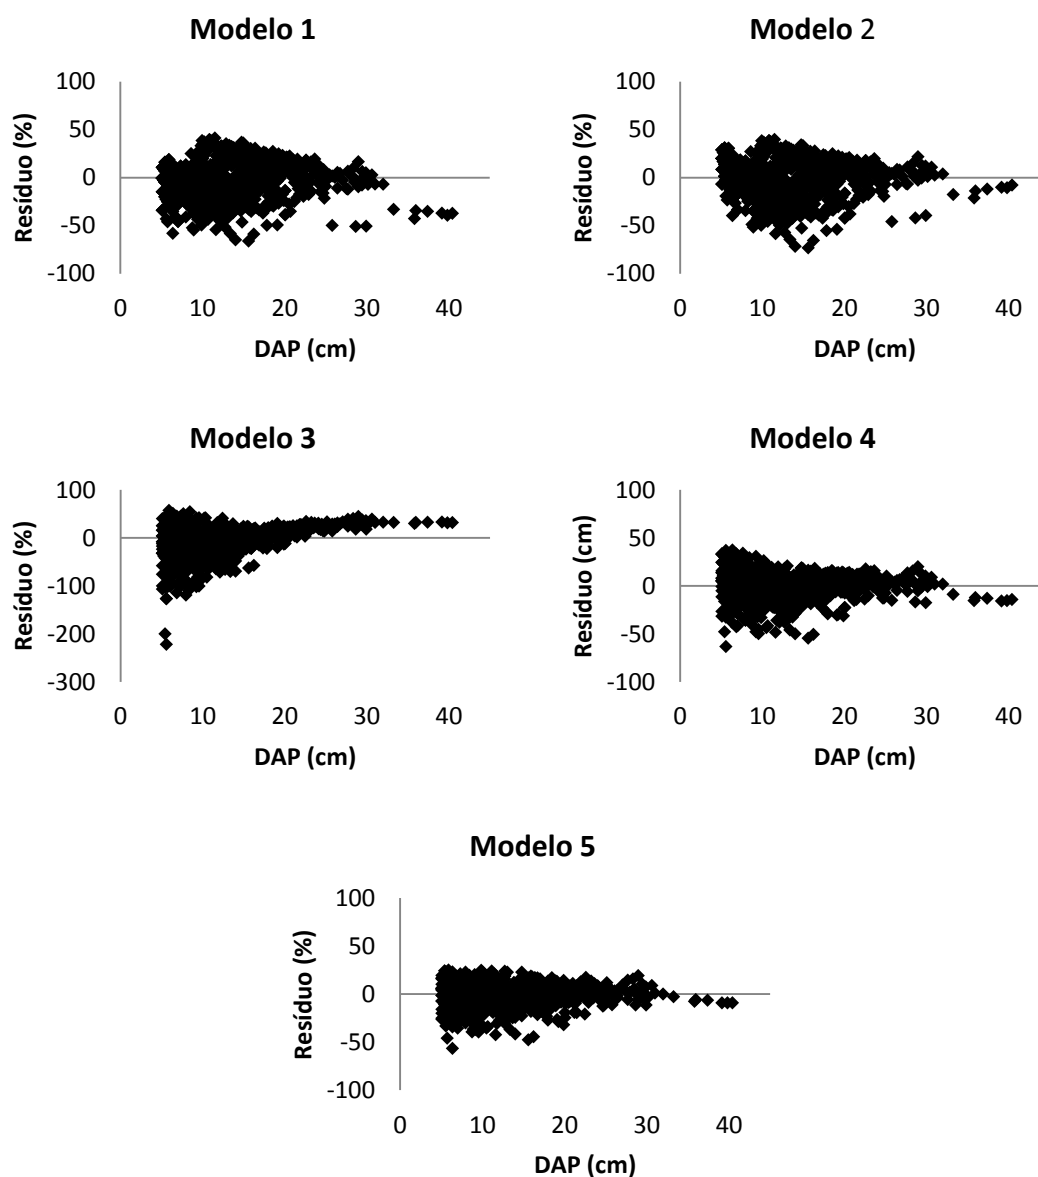 Modelo 1
100
50
0
-50
-100
Resíduo (%)
0 10 20 30 40
DAP (cm)
Modelo 2
100
50
0
-50
-100
Resíduo (%)
0 10 20 30 40
DAP (cm)
Modelo 3
100
0
-100
-200
-300
Resíduo (%)
0 10 20 30 40
DAP (cm)
Modelo 4
100
50
0
-50
-100
Resíduo (cm)
0 10 20 30 40
DAP (cm)
Modelo 5
100
50
0
-50
-100
Resíduo (%)
0 10 20 30 40
DAP (cm)